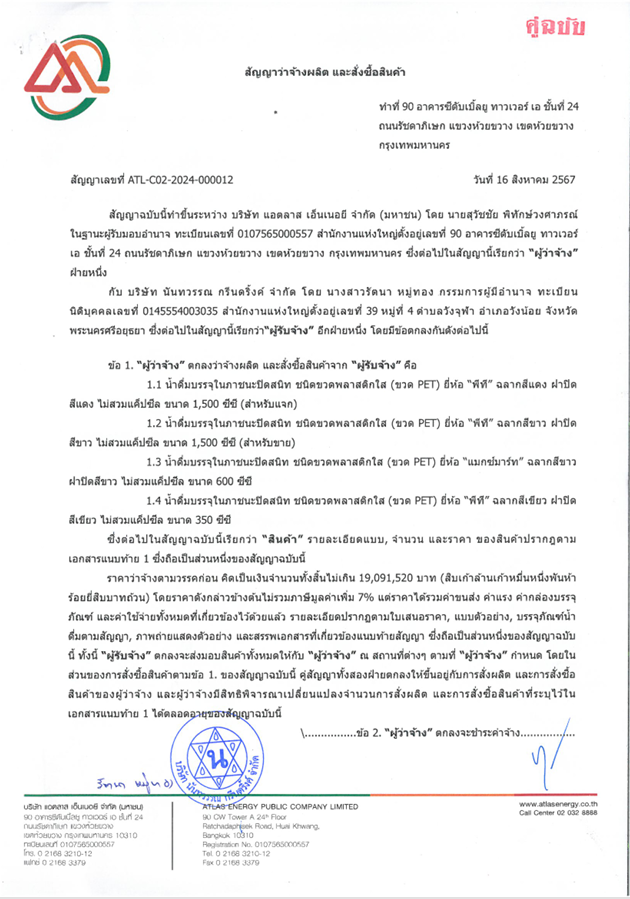 คู่ฉบับ
สัญญาว่าจ้างผลิต และสั่งซื้อสินค้า
ทำที่ 90 อาคารซีดับเบิ้ลยู ทาวเวอร์ เอ ชั้นที่ 24
ถนนรัชดาภิเษก แขวงห้วยขวาง เขตห้วยขวาง
กรุงเทพมหานคร
สัญญาเลขที่ ATL-C02-2024-000012
วันที่ 16 สิงหาคม 2567
สัญญาฉบับนี้ทำขึ้นระหว่าง บริษัท แอตลาส เอ็นเนอยี จำกัด (มหาชน) โดย นายสุวัชชัย พิทักษ์วงศาภรณ์
ในฐานะผู้รับมอบอำนาจ ทะเบียนเลขที่ 0107565000557 สำนักงานแห่งใหญ่ตั้งอยู่เลขที่ 90 อาคารซีดับเบิ้ลยู ทาวเวอร์
เอ ชั้นที่ 24 ถนนรัชดาภิเษก แขวงห้วยขวาง เขตห้วยขวาง กรุงเทพมหานคร ซึ่งต่อไปในสัญญานี้เรียกว่า “ผู้ว่าจ้าง”
ฝ่ายหนึ่ง
กับ บริษัท นันทวรรณ กรีนดริ้งค์ จำกัด โดย นางสาวรัตนา หมู่ทอง กรรมการผู้มีอำนาจ ทะเบียน
นิติบุคคลเลขที่ 0145554003035 สำนักงานแห่งใหญ่ตั้งอยู่เลขที่ 39 หมู่ที่ 4 ตำบลวังจุฬา อำเภอวังน้อย จังหวัด
พระนครศรีอยุธยา ซึ่งต่อไปในสัญญานี้เรียกว่า“ผู้รับจ้าง” อีกฝ่ายหนึ่ง โดยมีข้อตกลงกันดังต่อไปนี้
ข้อ 1. “ผู้ว่าจ้าง” ตกลงว่าจ้างผลิต และสั่งซื้อสินค้าจาก “ผู้รับจ้าง” คือ
1.1 น้ำดื่มบรรจุในภาชนะปิดสนิท ชนิดขวดพลาสติกใส (ขวด PET) ยี่ห้อ “พีที” ฉลากสีแดง ฝาปิด
สีแดง ไม่สวมแค็ปซีล ขนาด 1,500 ซีซี (สำหรับแจก)
1.2 น้ำดื่มบรรจุในภาชนะปิดสนิท ชนิดขวดพลาสติกใส (ขวด PET) ยี่ห้อ “พีที” ฉลากสีขาว ฝาปิด
สีขาว ไม่สวมแค็ปซีล ขนาด 1,500 ซีซี (สำหรับขาย)
1.3 น้ำดื่มบรรจุในภาชนะปิดสนิท ชนิดขวดพลาสติกใส (ขวด PET) ยี่ห้อ “แมกซ์มาร์ท” ฉลากสีขาว
ฝาปิดสีขาว ไม่สวมแค็ปซีล ขนาด 600 ซีซี
1.4 น้ำดื่มบรรจุในภาชนะปิดสนิท ชนิดขวดพลาสติกใส (ขวด PET) ยี่ห้อ “พีที” ฉลากสีเขียว ฝาปิด
สีเขียว ไม่สวมแค็ปซีล ขนาด 350 ซีซี
ซึ่งต่อไปในสัญญาฉบับนี้เรียกว่า “สินค้า” รายละเอียดแบบ, จำนวน และราคา ของสินค้าปรากฏตาม
เอกสารแนบท้าย 1 ซึ่งถือเป็นส่วนหนึ่งของสัญญาฉบับนี้
ราคาว่าจ้างตามวรรคก่อน คิดเป็นเงินจำนวนทั้งสิ้นไม่เกิน 19,091,520 บาท (สิบเก้าล้านเก้าหมื่นหนึ่งพันห้า
ร้อยยี่สิบบาทถ้วน) โดยราคาดังกล่าวข้างต้นไม่รวมภาษีมูลค่าเพิ่ม 7% แต่ราคาได้รวมค่าขนส่ง ค่าแรง ค่ากล่องบรรจุ
ภัณฑ์ และค่าใช้จ่ายทั้งหมดที่เกี่ยวข้องไว้ด้วยแล้ว รายละเอียดปรากฏตามใบเสนอราคา, แบบตัวอย่าง, บรรจุภัณฑ์น้ำ
ดื่มตามสัญญา, ภาพถ่ายแสดงตัวอย่าง และสรรพเอกสารที่เกี่ยวข้องแนบท้ายสัญญา ซึ่งถือเป็นส่วนหนึ่งของสัญญาฉบับ
นี้ ทั้งนี้ “ผู้รับจ้าง” ตกลงจะส่งมอบสินค้าทั้งหมดให้กับ “ผู้ว่าจ้าง” ณ สถานที่ต่างๆ ตามที่ “ผู้ว่าจ้าง” กำหนด โดยใน
ส่วนของการสั่งซื้อสินค้าตามข้อ 1. ของสัญญาฉบับนี้ คู่สัญญาทั้งสองฝ่ายตกลงให้ขึ้นอยู่กับการสั่งผลิต และการสั่งซื้อ
สินค้าของผู้ว่าจ้าง และผู้ว่าจ้างมีสิทธิพิจารณาเปลี่ยนแปลงจำนวนการสั่งผลิต และการสั่งซื้อสินค้าที่ระบุไว้ใน
เอกสารแนบท้าย 1 ได้ตลอดอายุของสัญญาฉบับนี้
\................ข้อ 2. “ผู้ว่าจ้าง” ตกลงจะชำระค่าจ้าง................
น
บริษัท นันทวรรณ กรีนดริ้งค์ จำกัด
รัตนา หมู่ทอง
บริษัท แอตลาส เอ็นเนอยี จำกัด (มหาชน)
90 อาคารซีดับเบิ้ลยู ทาวเวอร์ เอ ชั้นที่ 24
ถนนรัชดาภิเษก แขวงห้วยขวาง
เขตห้วยขวาง กรุงเทพมหานคร 10310
ทะเบียนเลขที่ 0107565000557
โทร. 0 2168 3210-12
แฟกซ์ 0 2168 3379
ATLAS ENERGY PUBLIC COMPANY LIMITED
90 CW Tower A 24th Floor
Ratchadaphisek Road, Huai Khwang,
Bangkok 10310
Registration No. 0107565000557
Tel. 0 2168 3210-12
Fax 0 2168 3379
www.atlasenergy.co.th
Call Center 02 032 8888